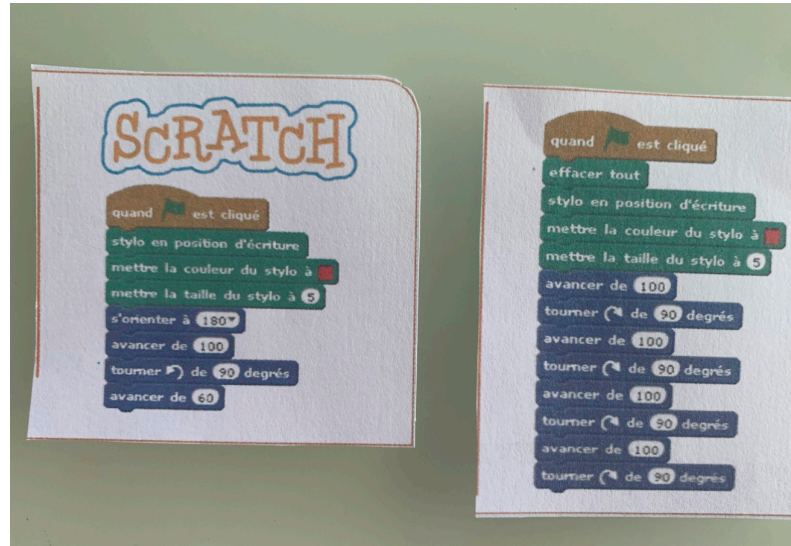 SCRATCH
quand est cliqué
stylo en position d'écriture
mettre la couleur du stylo à
mettre la taille du stylo à 5
s'orienter à 180
avancer de 100
tourner de 90 degrés
avancer de 60
quand est cliqué
effacer tout
stylo en position d'écriture
mettre la couleur du stylo à
mettre la taille du stylo à 5
avancer de 100
tourner de 90 degrés
avancer de 100
tourner de 90 degrés
avancer de 100
tourner de 90 degrés
avancer de 100
tourner de 90 degrés